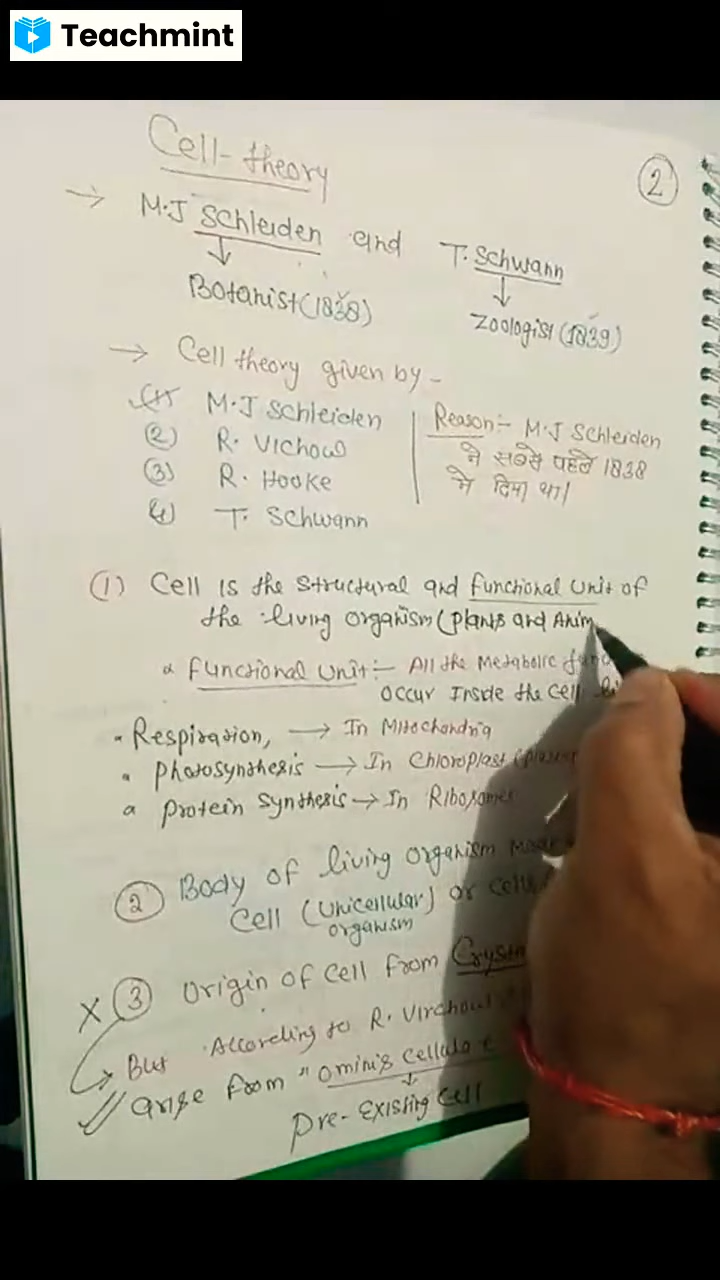 Teachmint
Cell-theory
2
→ M.J Schleiden and T. Schwann
Botanist (1838)
Zoologist (1839)
→ Cell theory given by -
(1) M.J Schleiden
(2) R. Vichow
(3) R. Hooke
(4) T. Schwann
Reason:- M.J Schleiden
ने सबसे पहले 1838
मे दिया था।
(1) Cell is the structural and functional unit of
the living organism (plants and Anim
functional unit:- All the Metabolic func
occur inside the cell
Respiration, → In Mitochondria
Photosynthesis → In Chloroplast
Protein synthesis → In Ribosomes
(2) Body of living organism made
Cell (unicellular) or
organism
X (3) Origin of cell from
But According to R. Virchow
arise from "ominis cellula e
Pre-Existing cell